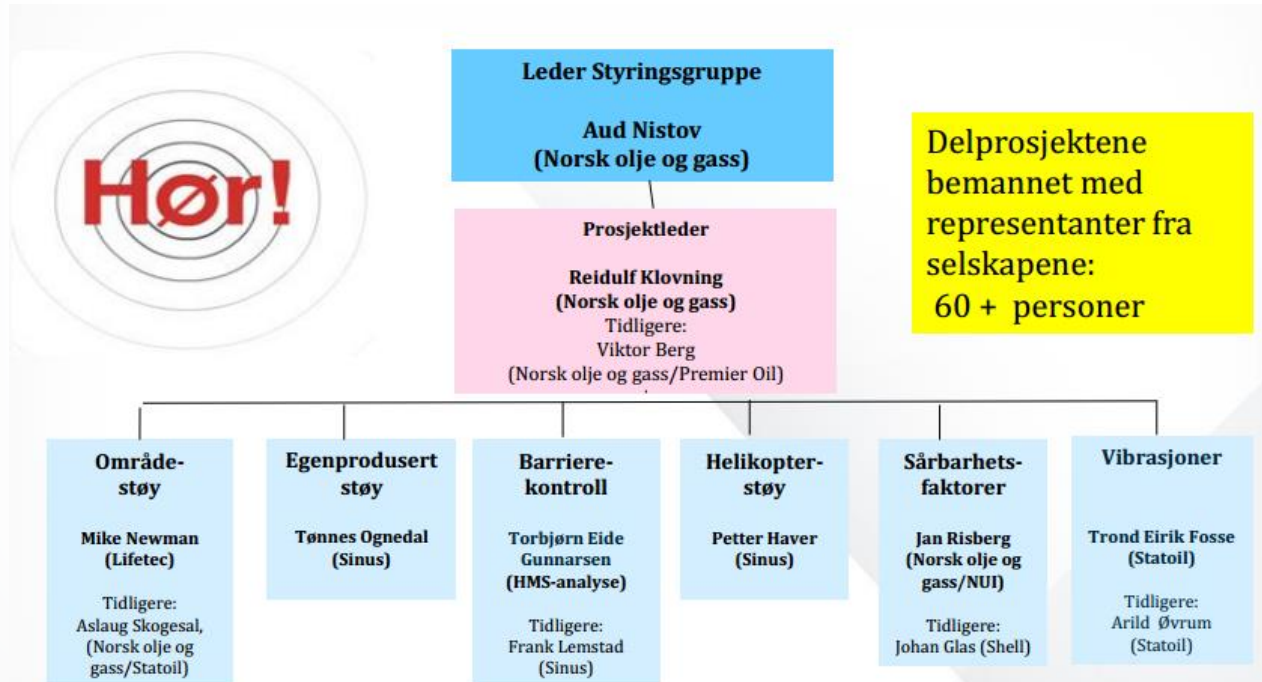 Hør!
Leder Styringsgruppe
Aud Nistov
(Norsk olje og gass)
Delprosjektene
bemannet med
representanter fra
selskapene:
60 + personer
Prosjektleder
Reidulf Klovning
(Norsk olje og gass)
Tidligere:
Viktor Berg
(Norsk olje og gass/Premier Oil)
Område-
støy
Mike Newman
(Lifetec)
Tidligere:
Aslaug Skogesal,
(Norsk olje og
gass/Statoil)
Egenprodusert
støy
Tønnes Ognedal
(Sinus)
Barriere-
kontroll
Torbjørn Eide
Gunnarsen
(HMS-analyse)
Tidligere:
Frank Lemstad
(Sinus)
Helikopter-
støy
Petter Haver
(Sinus)
Sårbarhets-
faktorer
Jan Risberg
(Norsk olje og
gass/NUI)
Tidligere:
Johan Glas (Shell)
Vibrasjoner
Trond Eirik Fosse
(Statoil)
Tidligere:
Arild Øvrum
(Statoil)